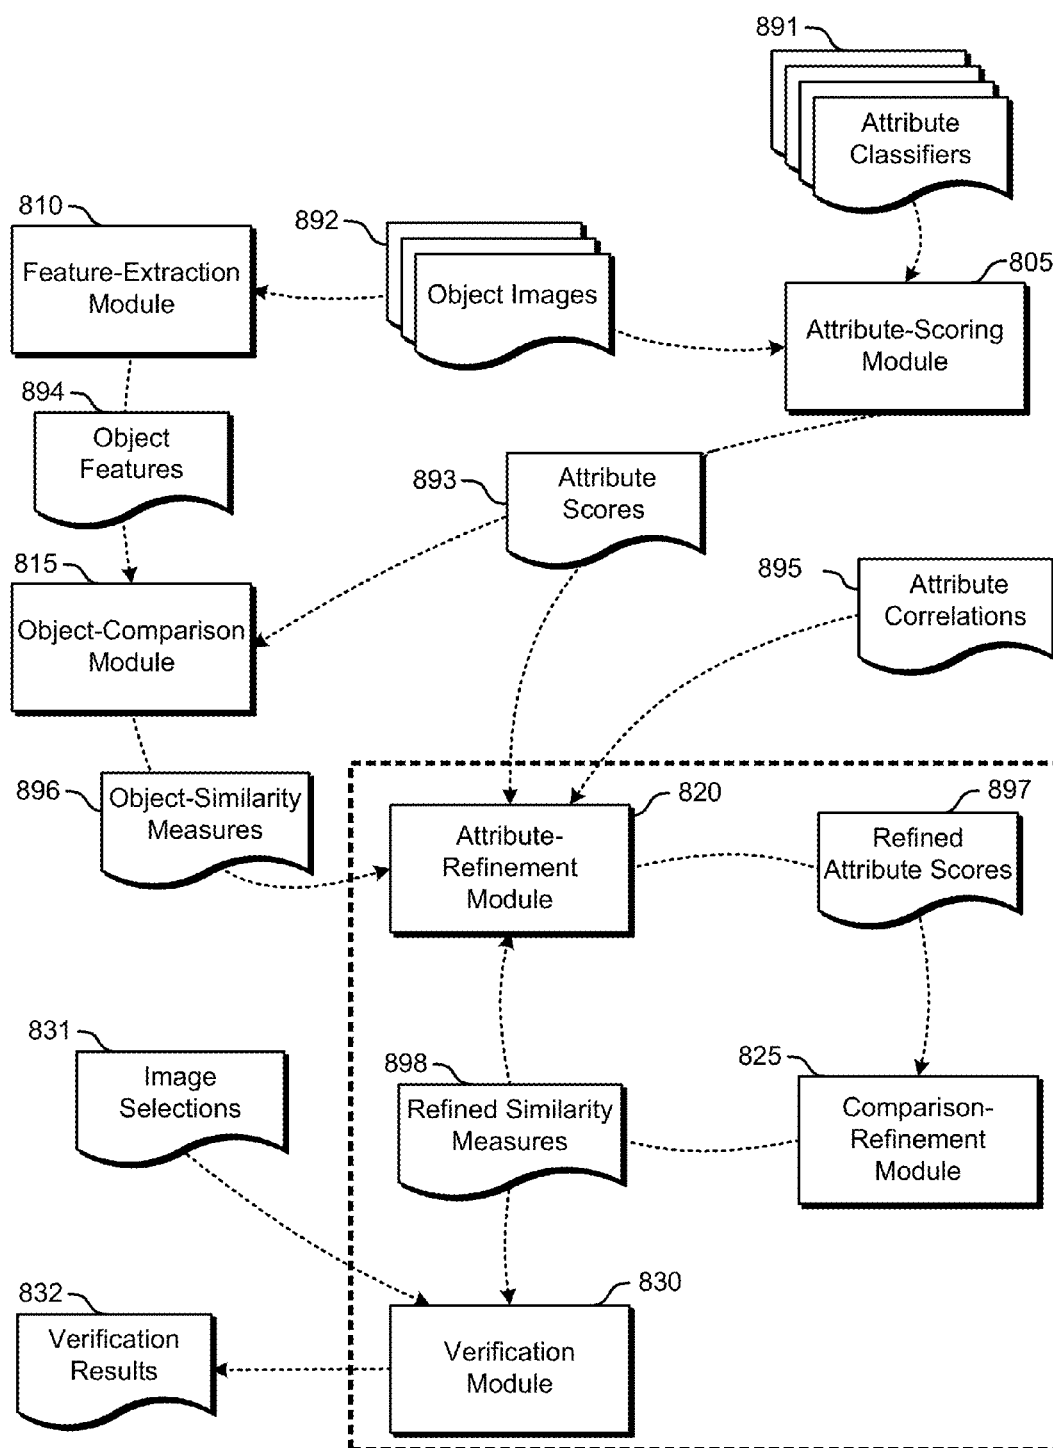 891
Attribute
Classifiers
810
Feature-Extraction
Module
892
Object Images
805
Attribute-Scoring
Module
894
Object
Features
893
Attribute
Scores
815
Object-Comparison
Module
895
Attribute
Correlations
896
Object-Similarity
Measures
820
Attribute-
Refinement
Module
897
Refined
Attribute Scores
831
Image
Selections
898
Refined Similarity
Measures
825
Comparison-
Refinement
Module
832
Verification
Results
830
Verification
Module